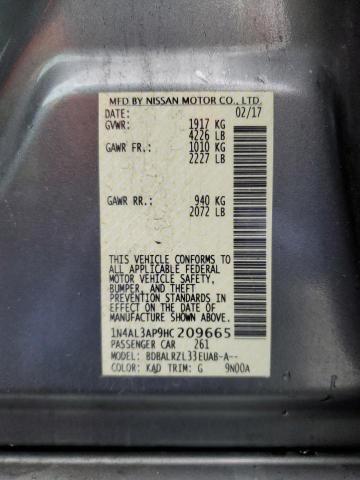 MFD BY NISSAN MOTOR CO., LTD.
DATE: 02/17
GVWR: 1917 KG
4226 LB
GAWR FR.: 1010 KG
2227 LB
GAWR RR.: 940 KG
2072 LB
THIS VEHICLE CONFORMS TO
ALL APPLICABLE FEDERAL
MOTOR VEHICLE SAFETY,
BUMPER, AND THEFT
PREVENTION STANDARDS IN
EFFECT ON THE DATE OF
MANUFACTURE SHOWN ABOVE.
1N4AL3AP9HC209665
PASSENGER CAR 261
MODEL: BDBALRZL33EUAB-A--
COLOR: KAD TRIM: G 9N00A